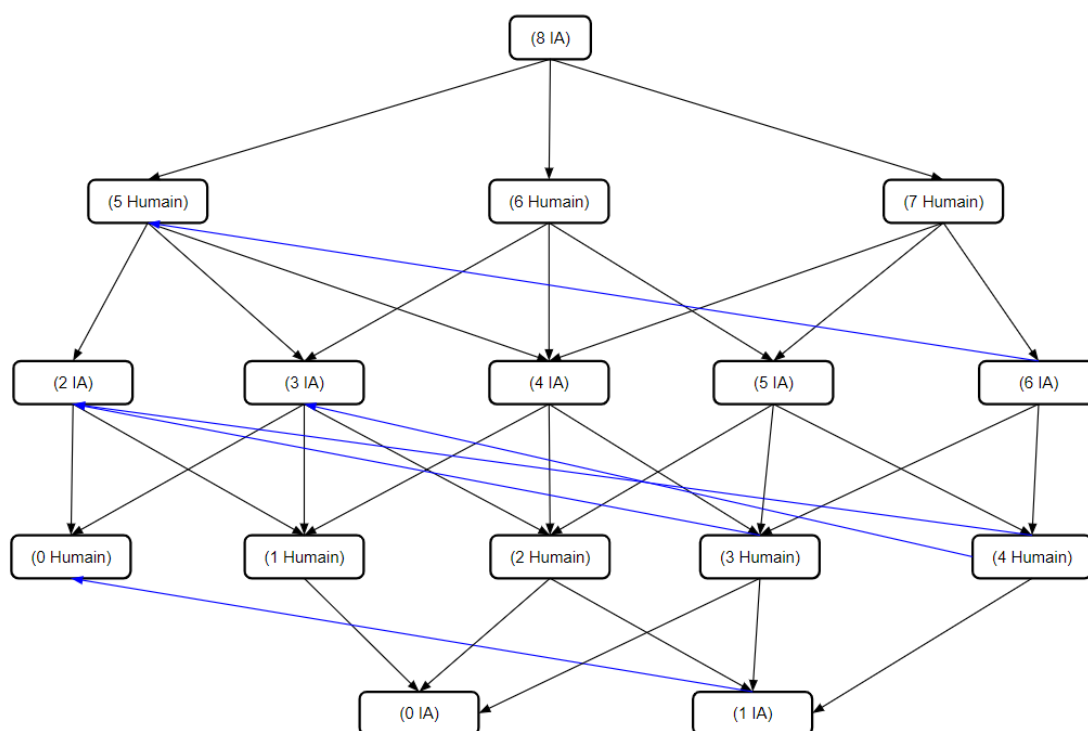 (8 IA)
(5 Humain)
(6 Humain)
(7 Humain)
(2 IA)
(3 IA)
(4 IA)
(5 IA)
(6 IA)
(0 Humain)
(1 Humain)
(2 Humain)
(3 Humain)
(4 Humain)
(0 IA)
(1 IA)